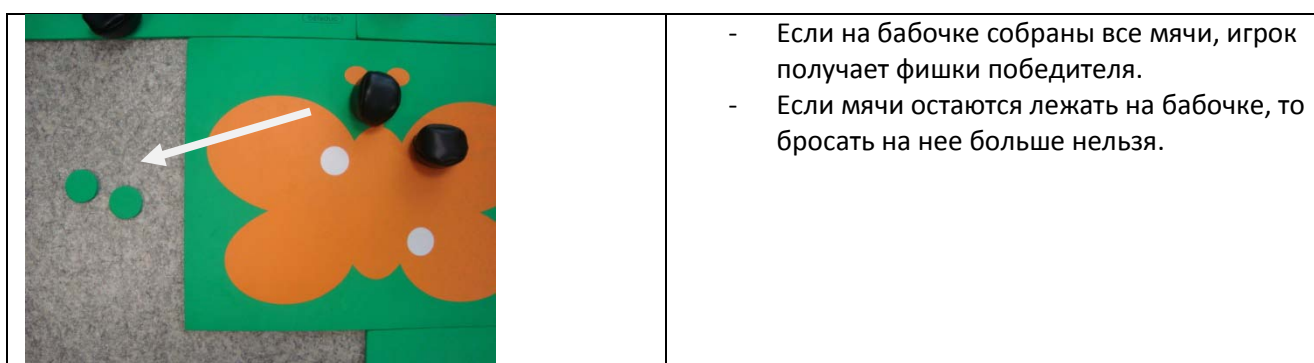 - Если на бабочке собраны все мячи, игрок
получает фишки победителя.
- Если мячи остаются лежать на бабочке, то
бросать на нее больше нельзя.